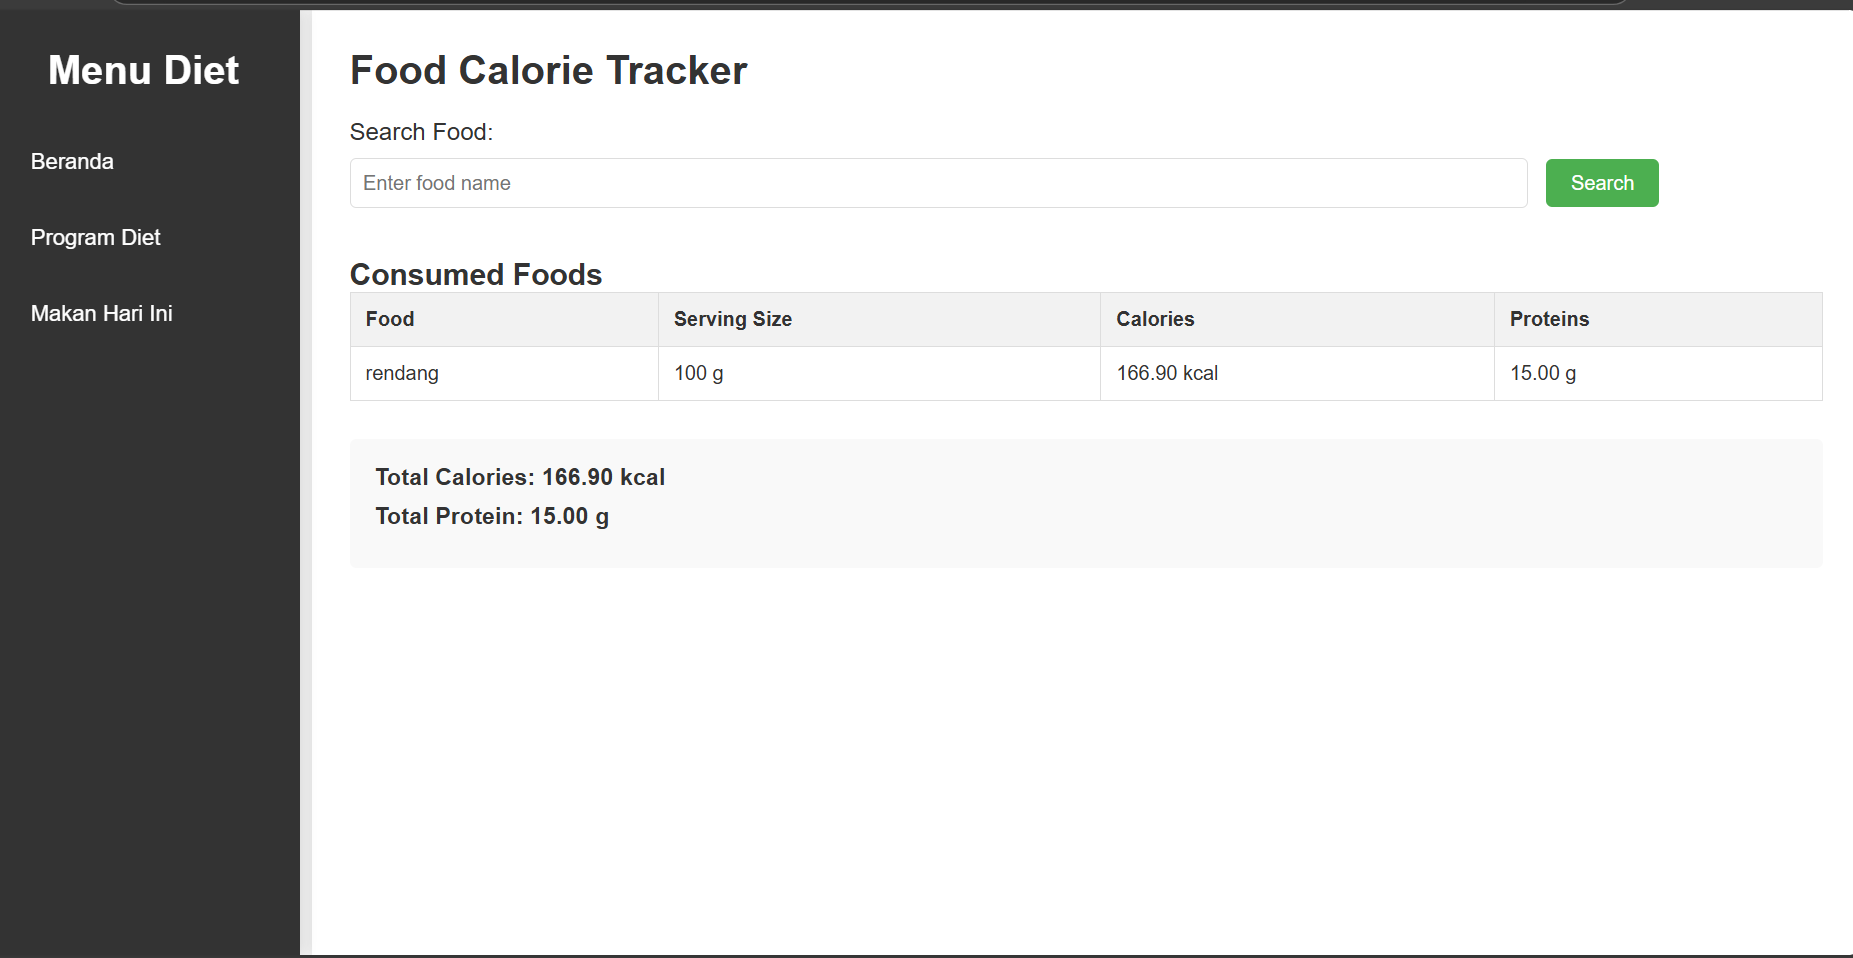 Menu Diet
Beranda
Program Diet
Makan Hari Ini
Food Calorie Tracker
Search Food:
Enter food name
Search
Consumed Foods
Food Serving Size Calories Proteins
rendang 100 g 166.90 kcal 15.00 g
Total Calories: 166.90 kcal
Total Protein: 15.00 g